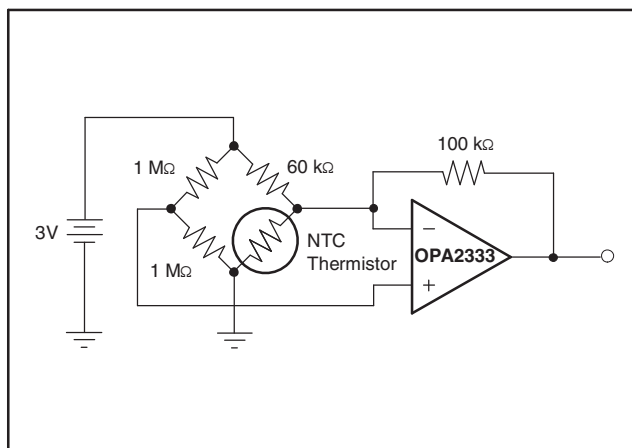 100 kΩ
1 MΩ
60 kΩ
3V
NTC
Thermistor
1 MΩ
−
OPA2333
+